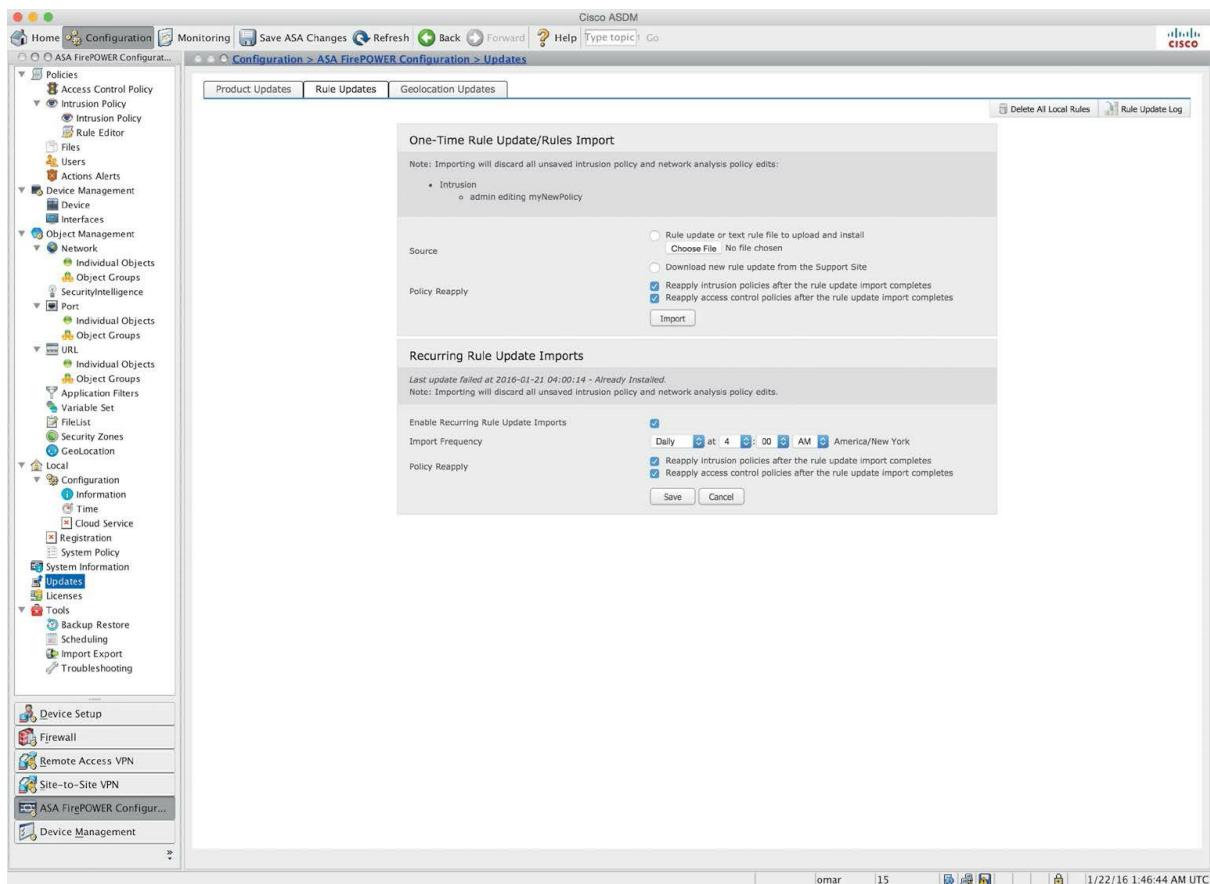 Cisco ASDM
Home Configuration Monitoring Save ASA Changes Refresh Back Forward Help Type topic Go
CISCO
ASA FirePOWER Configurat...
Configuration > ASA FirePOWER Configuration > Updates
Policies
Access Control Policy
Intrusion Policy
Intrusion Policy
Rule Editor
Files
Users
Actions Alerts
Device Management
Device
Interfaces
Object Management
Network
Individual Objects
Object Groups
SecurityIntelligence
Port
Individual Objects
Object Groups
URL
Individual Objects
Object Groups
Application Filters
Variable Set
FileList
Security Zones
GeoLocation
Local
Configuration
Information
Time
Cloud Service
Registration
System Policy
System Information
Updates
Licenses
Tools
Backup Restore
Scheduling
Import Export
Troubleshooting
Device Setup
Firewall
Remote Access VPN
Site-to-Site VPN
ASA FirePOWER Configur...
Device Management
Product Updates Rule Updates Geolocation Updates
Delete All Local Rules Rule Update Log
One-Time Rule Update/Rules Import
Note: Importing will discard all unsaved intrusion policy and network analysis policy edits:
• Intrusion
o admin editing myNewPolicy
Source
Rule update or text rule file to upload and install
Choose File No file chosen
Download new rule update from the Support Site
Policy Reapply
Reapply intrusion policies after the rule update import completes
Reapply access control policies after the rule update import completes
Import
Recurring Rule Update Imports
Last update failed at 2016-01-21 04:00:14 - Already Installed.
Note: Importing will discard all unsaved intrusion policy and network analysis policy edits.
Enable Recurring Rule Update Imports
Import Frequency Daily at 4 : 00 AM America/New York
Policy Reapply
Reapply intrusion policies after the rule update import completes
Reapply access control policies after the rule update import completes
Save Cancel
omar 15 1/22/16 1:46:44 AM UTC